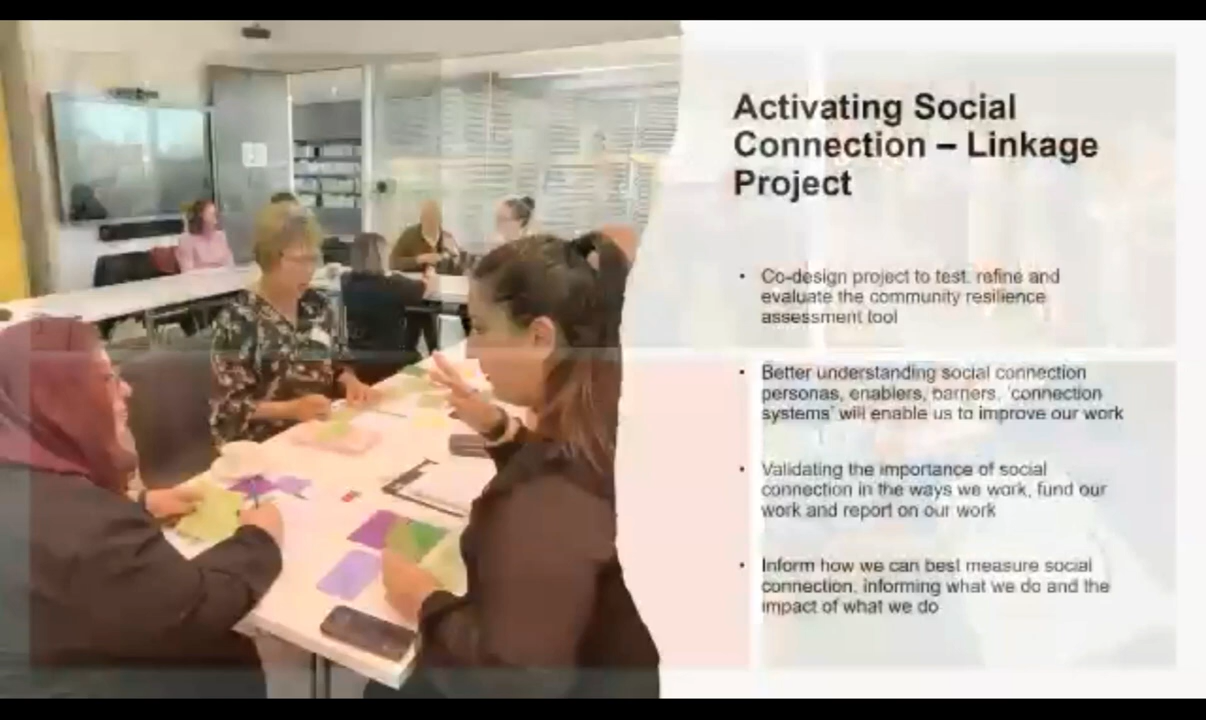 Activating Social
Connection – Linkage
Project
• Co-design project to test, refine and
evaluate the community resilience
assessment tool
• Better understanding social connection
personas, enablers, barriers, 'connection
systems' will enable us to improve our work
• Validating the importance of social
connection in the ways we work, fund our
work and report on our work
• Inform how we can best measure social
connection, informing what we do and the
impact of what we do